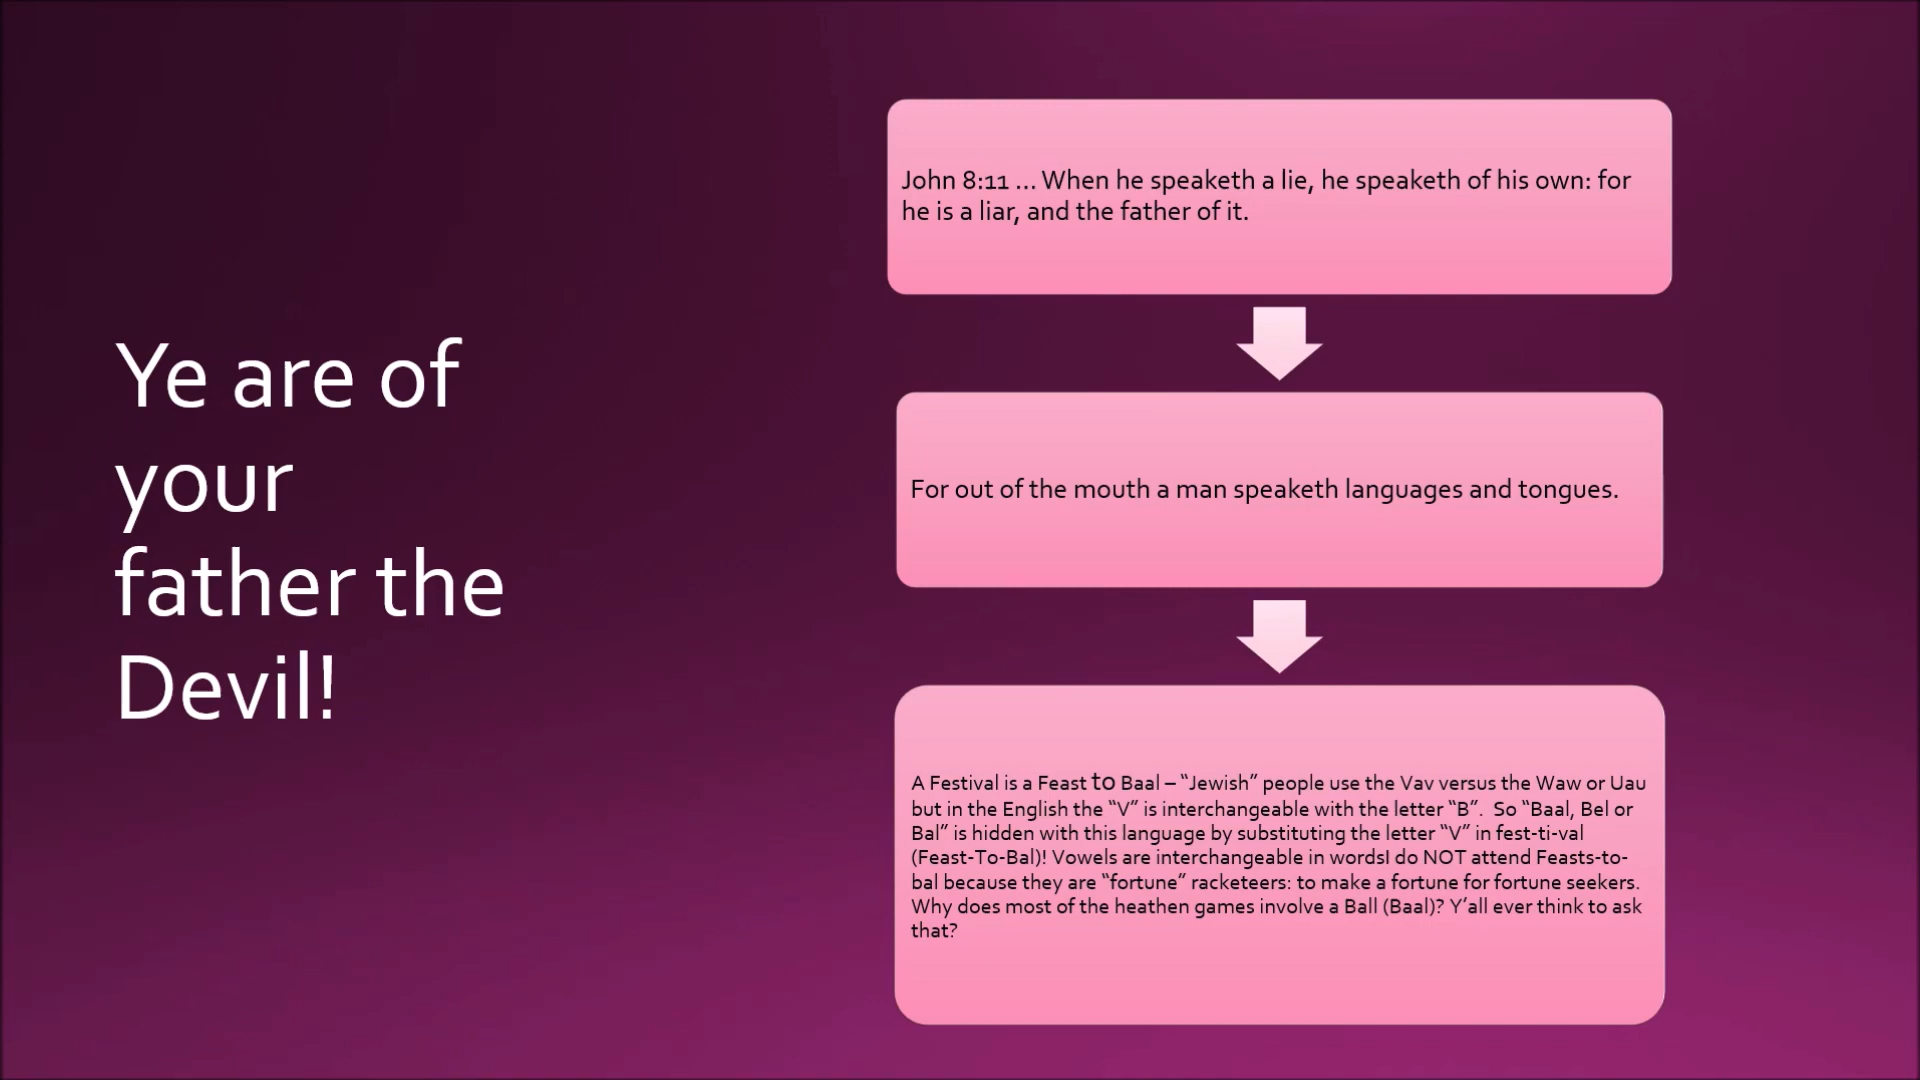 Ye are of
your
father the
Devil!
John 8:11 ... When he speaketh a lie, he speaketh of his own: for
he is a liar, and the father of it.
For out of the mouth a man speaketh languages and tongues.
A Festival is a Feast to Baal – “Jewish” people use the Vav versus the Waw or Uau
but in the English the “V” is interchangeable with the letter “B”.  So “Baal, Bel or
Bal” is hidden with this language by substituting the letter “V” in fest-ti-val
(Feast-To-Bal)! Vowels are interchangeable in wordsI do NOT attend Feasts-to-
bal because they are “fortune” racketeers: to make a fortune for fortune seekers.
Why does most of the heathen games involve a Ball (Baal)? Y’all ever think to ask
that?